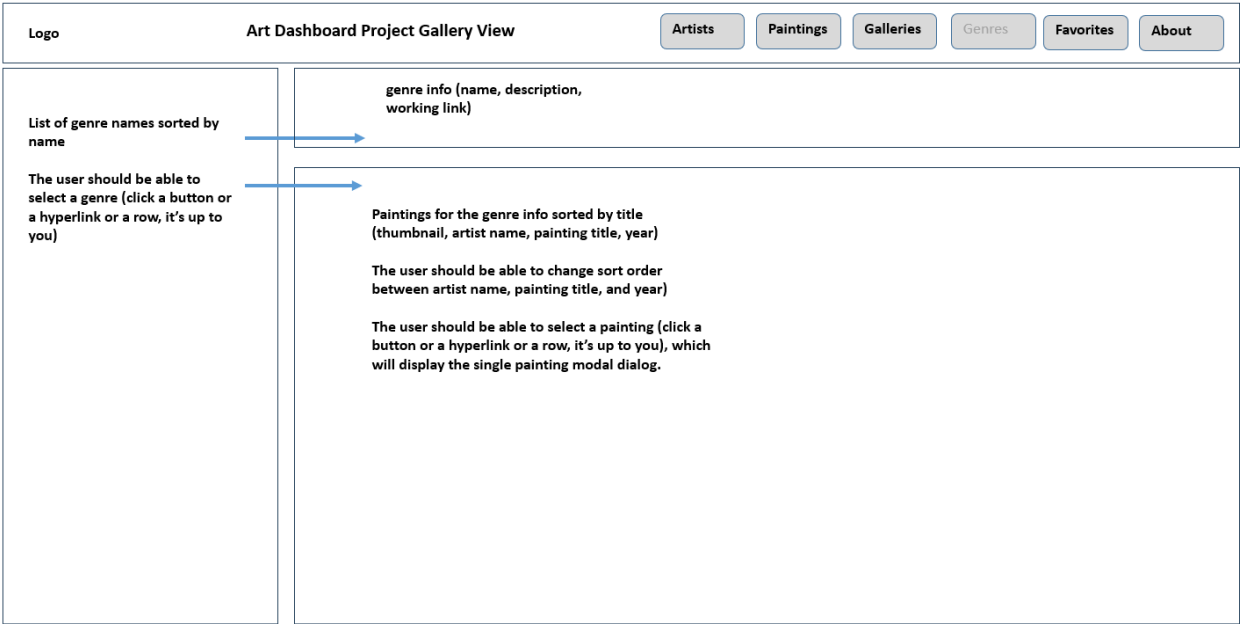 Logo
Art Dashboard Project Gallery View
Artists
Paintings
Galleries
Genres
Favorites
About
List of genre names sorted by
name
The user should be able to
select a genre (click a button or
a hyperlink or a row, it's up to
you)
genre info (name, description,
working link)
Paintings for the genre info sorted by title
(thumbnail, artist name, painting title, year)
The user should be able to change sort order
between artist name, painting title, and year)
The user should be able to select a painting (click a
button or a hyperlink or a row, it's up to you), which
will display the single painting modal dialog.